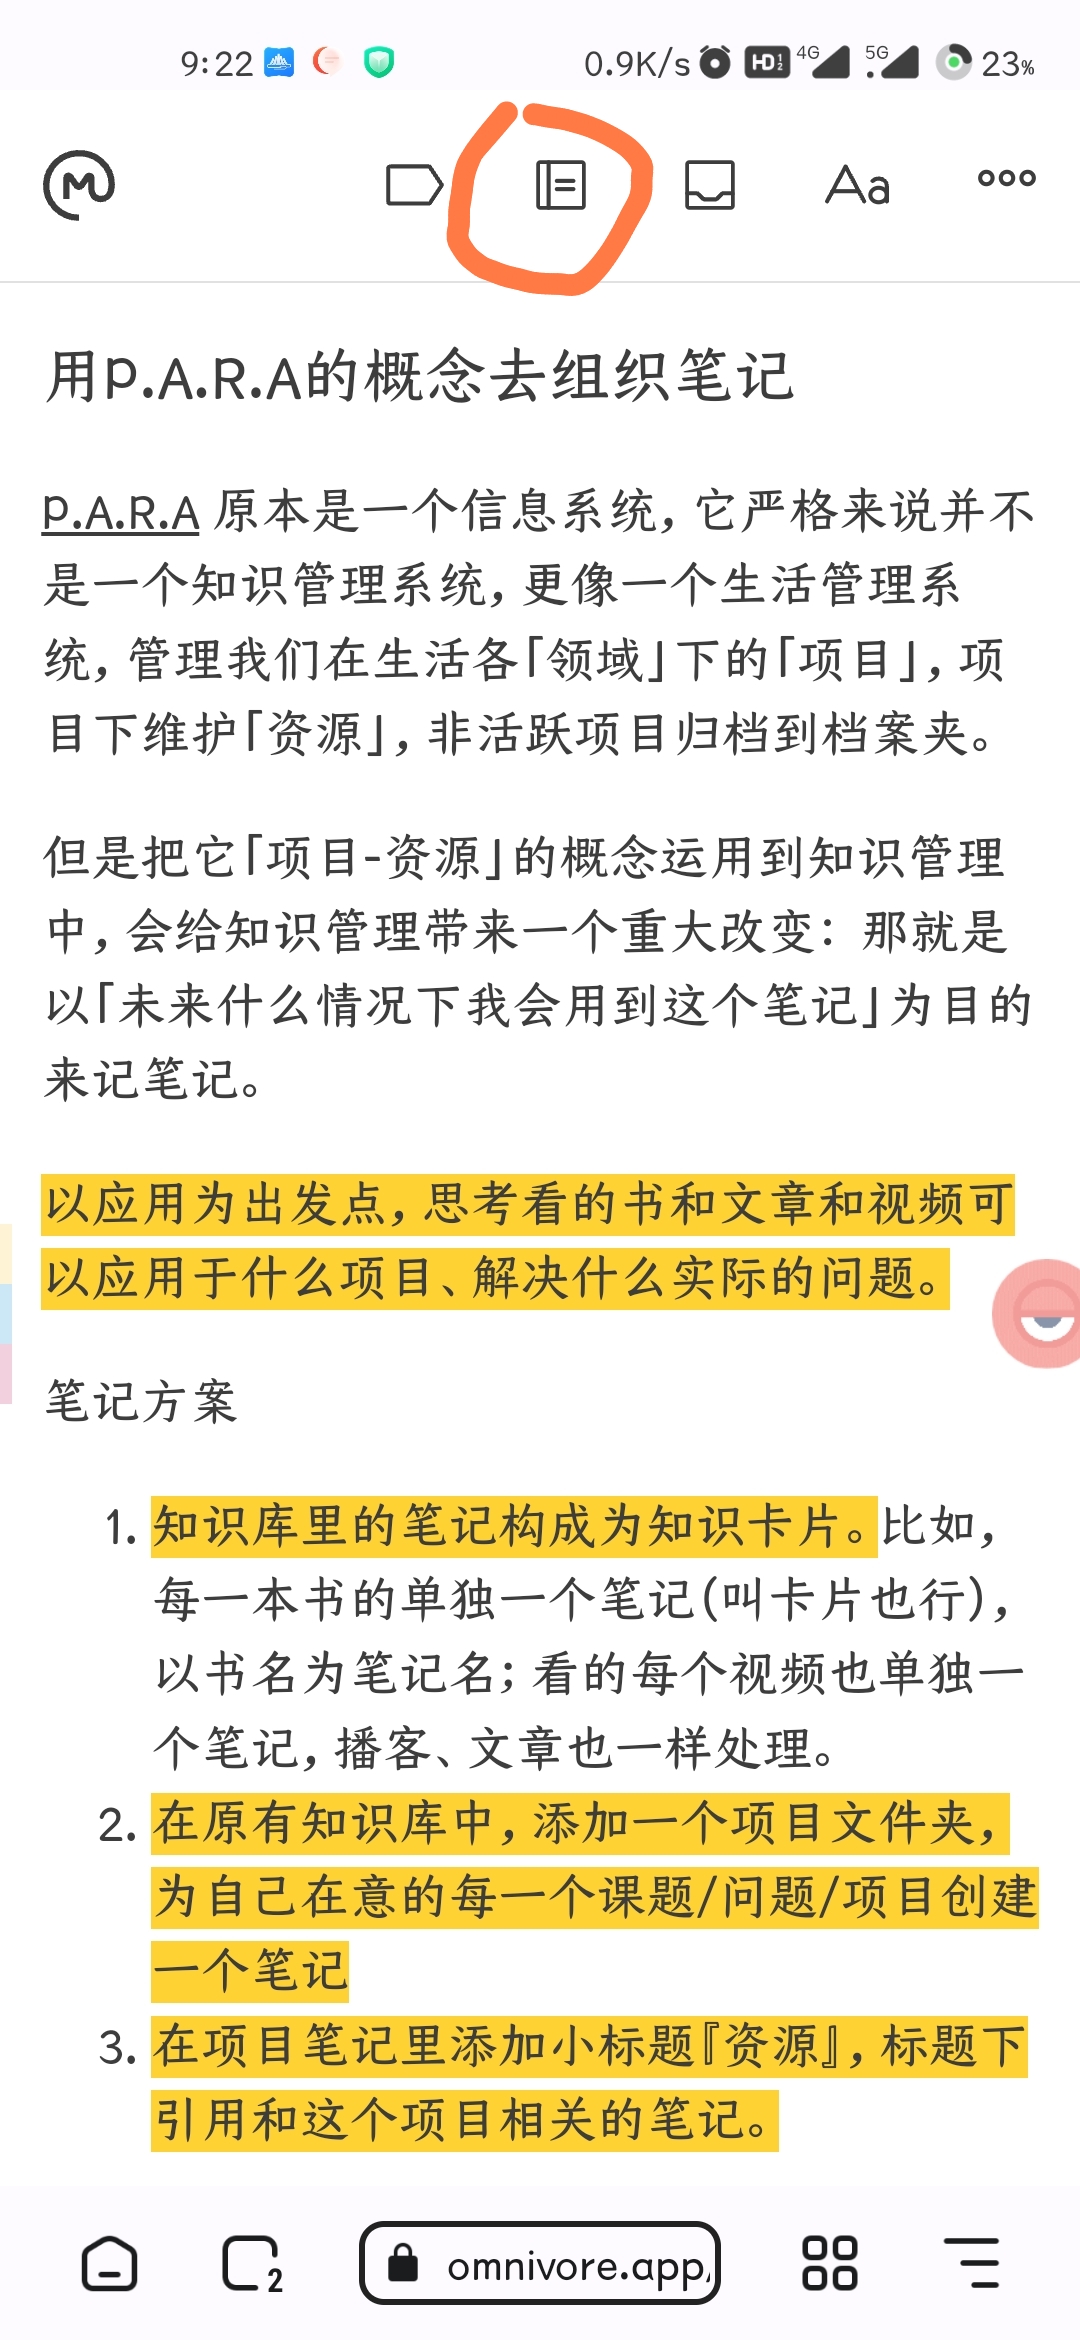 9:22
0.9K/s HD 1 2 4G 5G 23%
Aa
用P.A.R.A的概念去组织笔记
P.A.R.A 原本是一个信息系统，它严格来说并不
是一个知识管理系统，更像一个生活管理系
统，管理我们在生活各「领域」下的「项目」，项
目下维护「资源」，非活跃项目归档到档案夹。
但是把它「项目-资源」的概念运用到知识管理
中，会给知识管理带来一个重大改变：那就是
以「未来什么情况下我会用到这个笔记」为目的
来记笔记。
以应用为出发点，思考看的书和文章和视频可
以应用于什么项目、解决什么实际的问题。
笔记方案
1. 知识库里的笔记构成为知识卡片。比如，
每一本书的单独一个笔记(叫卡片也行)，
以书名为笔记名；看的每个视频也单独一
个笔记，播客、文章也一样处理。
2. 在原有知识库中，添加一个项目文件夹，
为自己在意的每一个课题/问题/项目创建
一个笔记
3. 在项目笔记里添加小标题『资源』，标题下
引用和这个项目相关的笔记。
2
omnivore.app/